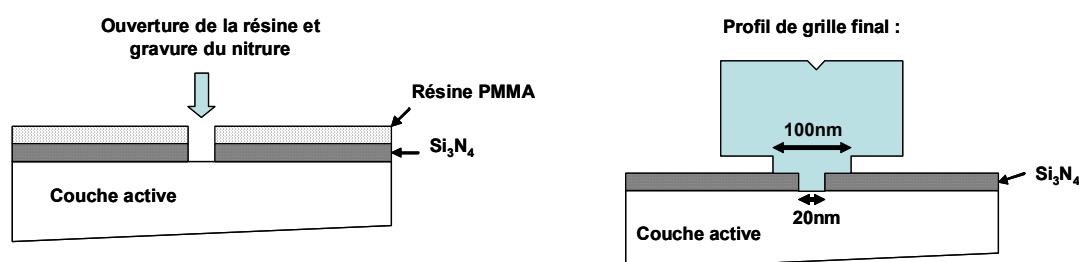 Ouverture de la résine et
gravure du nitrure
Résine PMMA
Si₃N₄
Couche active
Profil de grille final :
100nm
Si₃N₄
20nm
Couche active